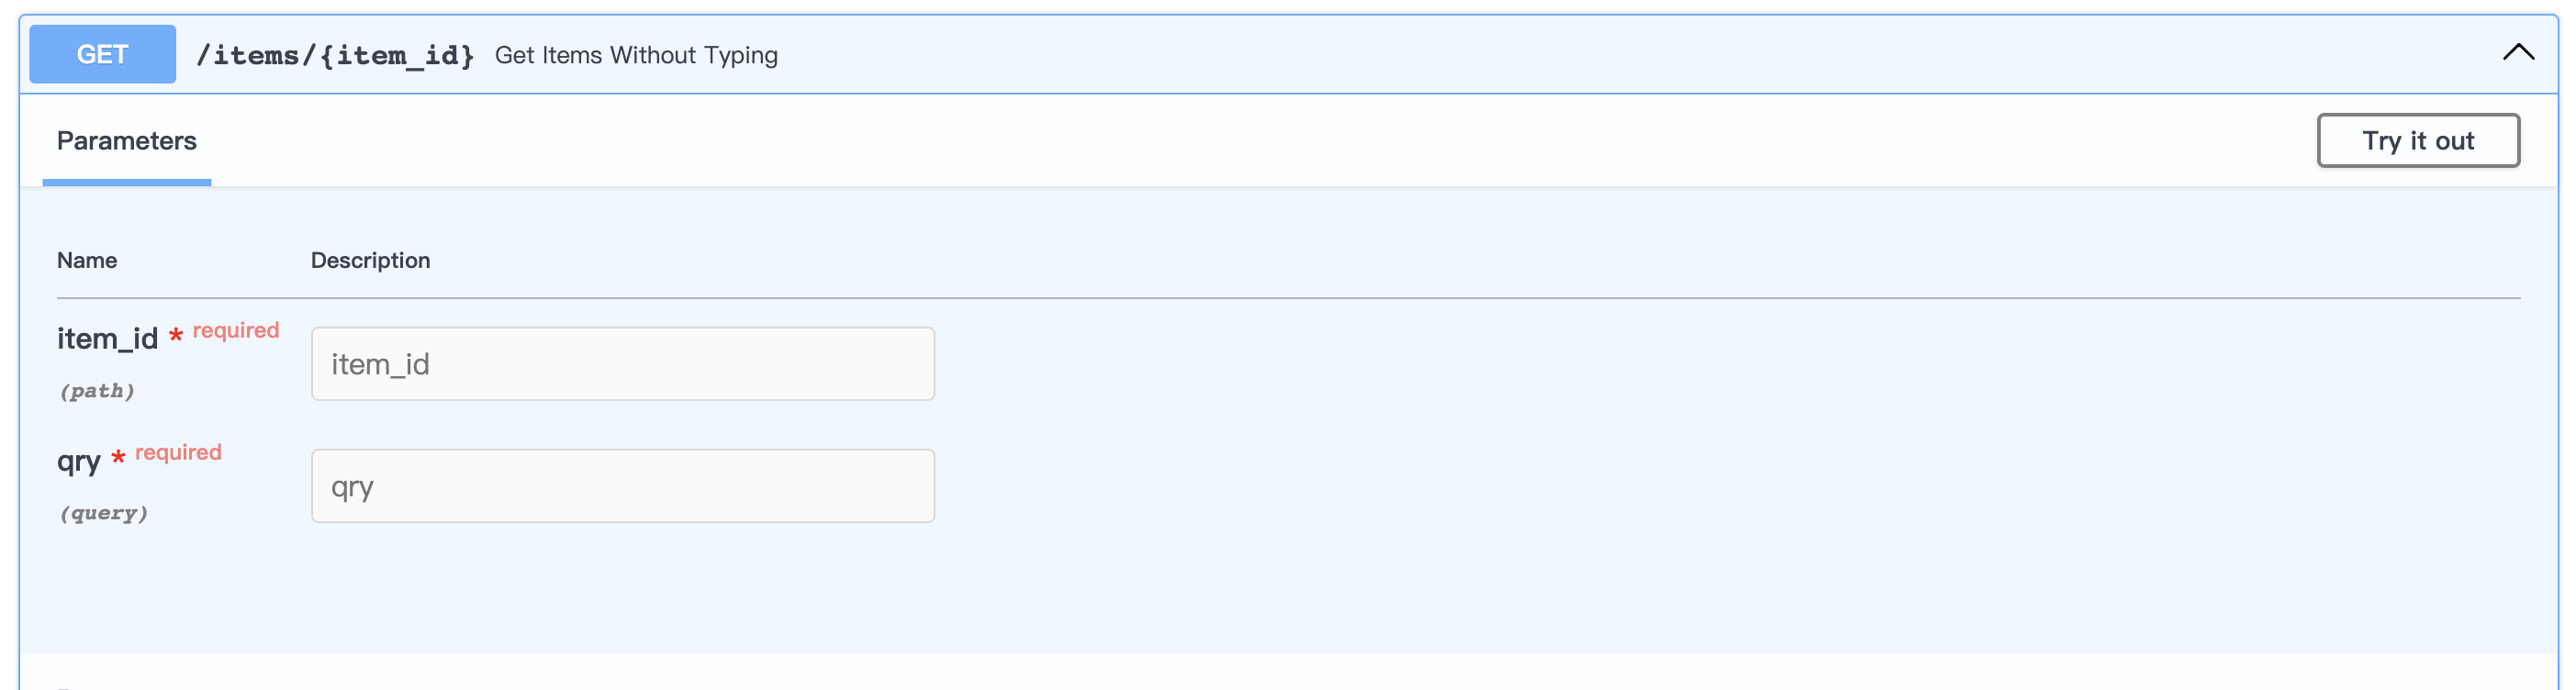 GET /items/{item_id} Get Items Without Typing
Parameters
Try it out
Name Description
item_id * required
item_id
(path)
qry * required
qry
(query)